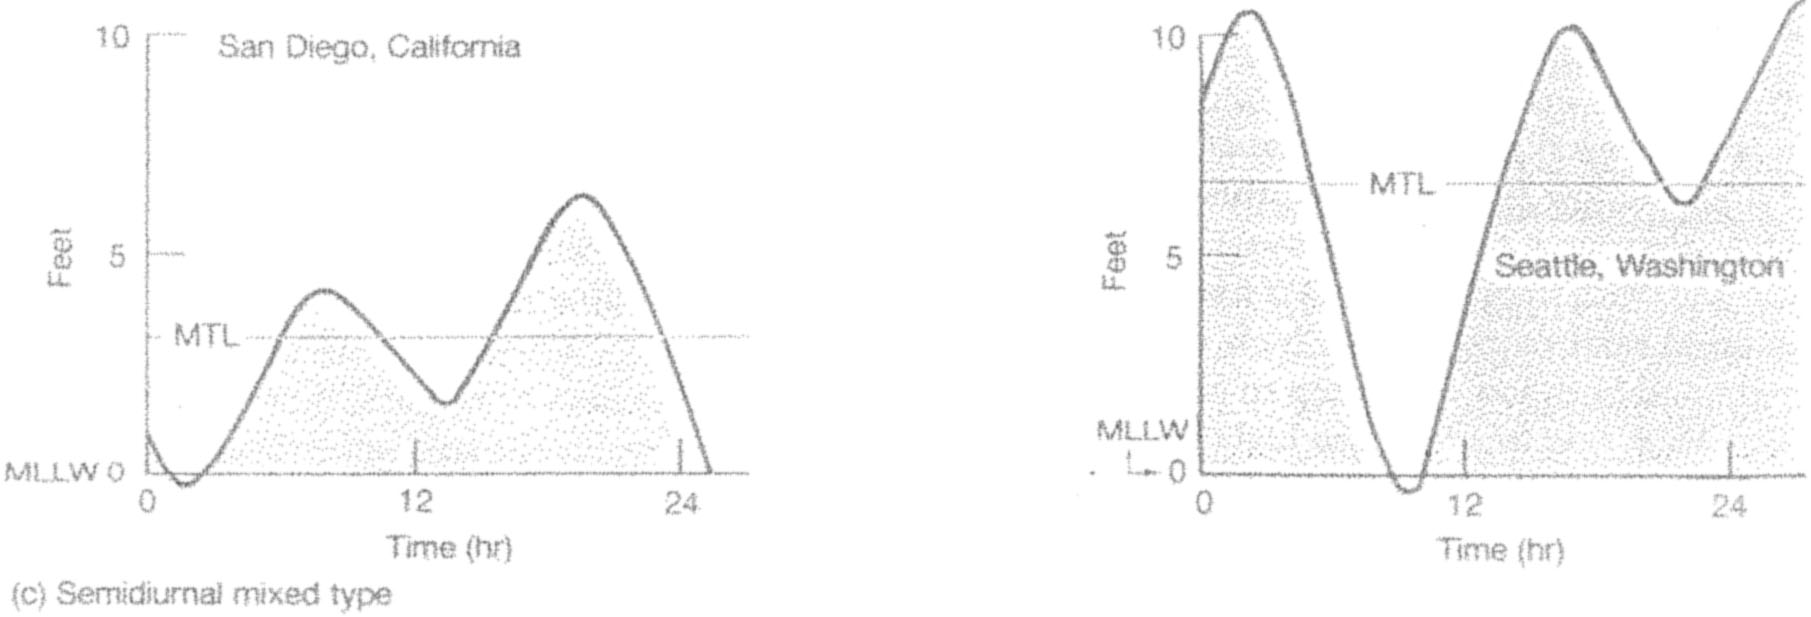 10
San Diego, California
Feet
5
MTL
MLLW 0
0 12 24
Time (hr)
(c) Semidiurnal mixed type
10
MTL
Feet
5
Seattle, Washington
MLLW
0
0 12 24
Time (hr)